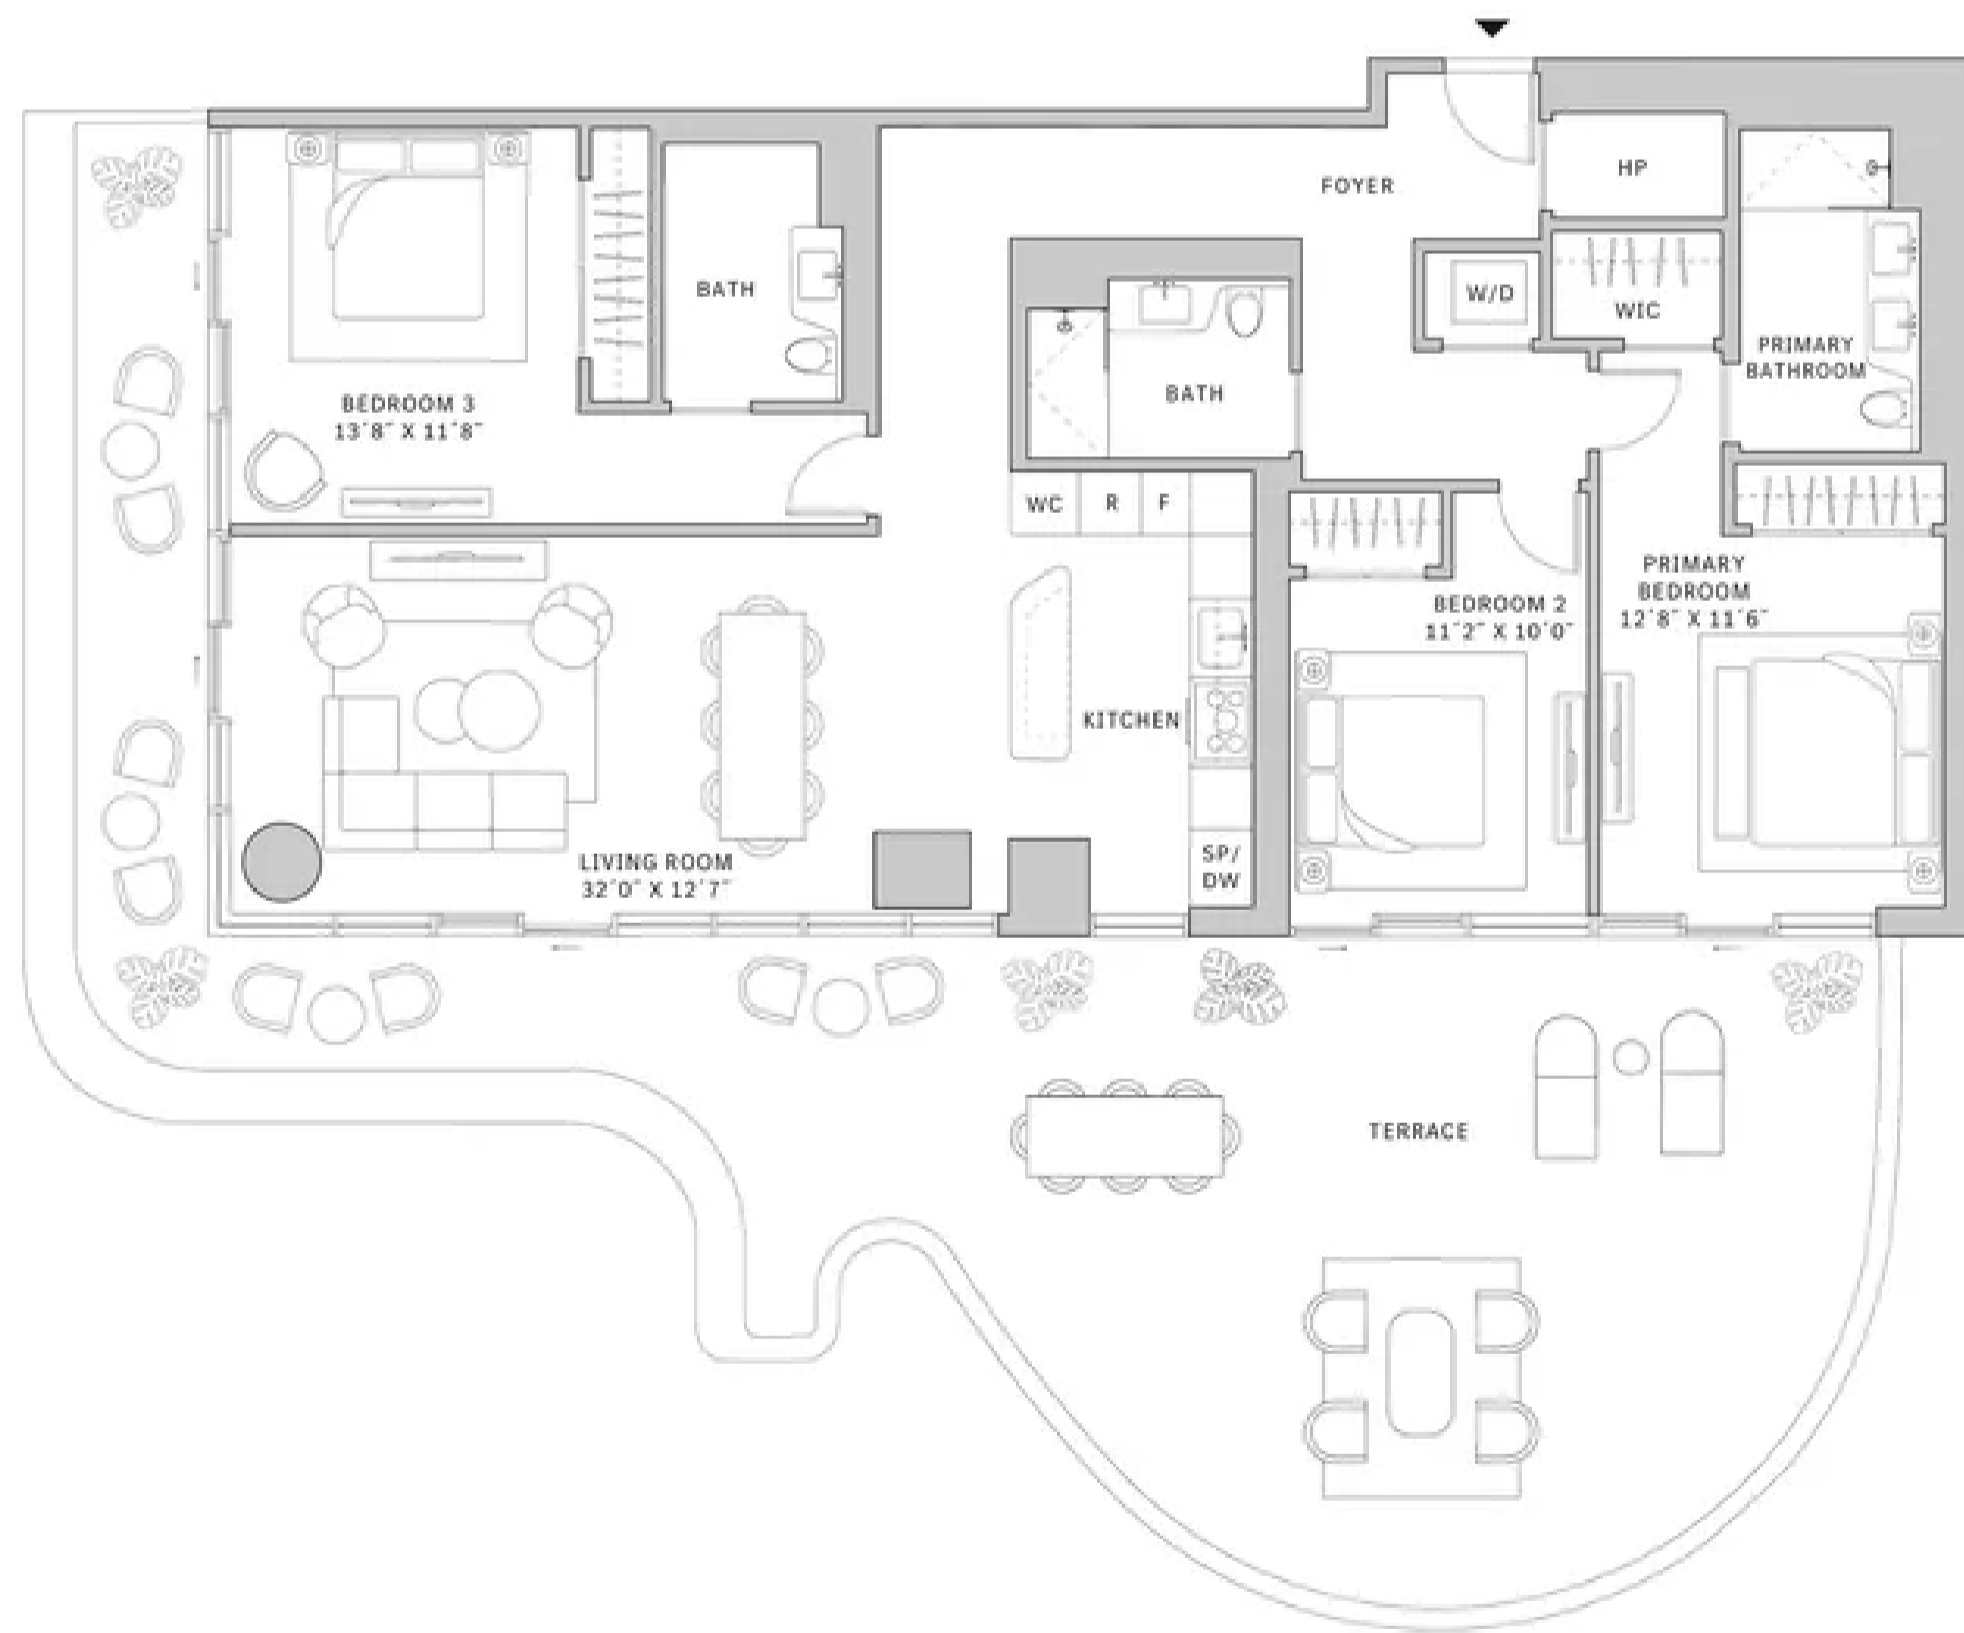 FOYER
HP
BATH
W/D
WIC
PRIMARY
BATHROOM
BATH
BEDROOM 3
13´8˝ X 11´8˝
WC
R
F
PRIMARY
BEDROOM
12´8˝ X 11´6˝
BEDROOM 2
11´2˝ X 10´0˝
KITCHEN
LIVING ROOM
32´0˝ X 12´7˝
SP/
DW
TERRACE